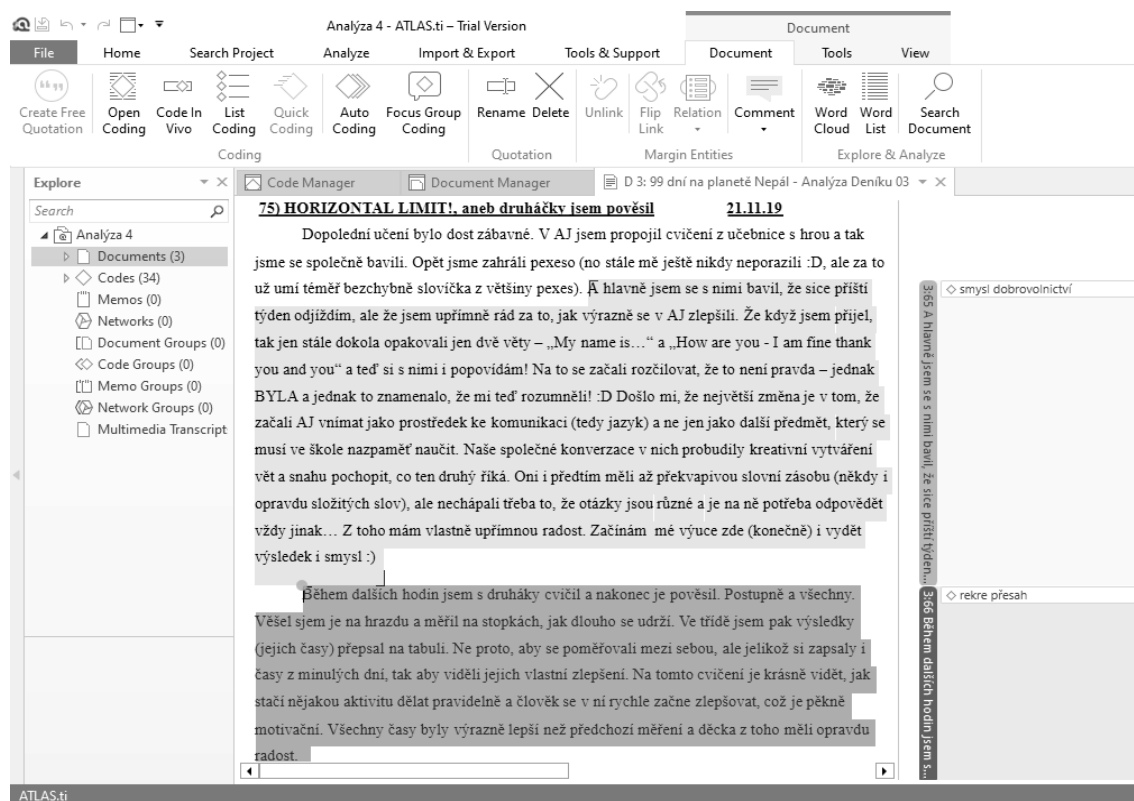 Analýza 4 - ATLAS.ti – Trial Version
Document
File Home Search Project Analyze Import & Export Tools & Support Document Tools View
Create Free Quotation
Open Coding
Code In Vivo
List Coding
Quick Coding
Auto Coding
Focus Group Coding
Rename
Delete
Unlink
Flip Link
Relation
Comment
Word Cloud
Word List
Search Document
Coding
Quotation
Margin Entities
Explore & Analyze
Explore
Search
Analýza 4
Documents (3)
Codes (34)
Memos (0)
Networks (0)
Document Groups (0)
Code Groups (0)
Memo Groups (0)
Network Groups (0)
Multimedia Transcript
Code Manager
Document Manager
D 3: 99 dní na planetě Nepál - Analýza Deníku 03
75) HORIZONTAL LIMIT!, aneb druháčky jsem pověsil 21.11.19
Dopolední učení bylo dost zábavné. V AJ jsem propojil cvičení z učebnice s hrou a tak
jsme se společně bavili. Opět jsme zahráli pexeso (no stále mě ještě nikdy neporazili :D, ale za to
už umí téměř bezchybně slovíčka z většiny pexes). A hlavně jsem se s nimi bavil, že sice příští
týden odjíždím, ale že jsem upřímně rád za to, jak výrazně se v AJ zlepšili. Že když jsem přijel,
tak jen stále dokola opakovali jen dvě věty – „My name is…“ a „How are you - I am fine thank
you and you“ a teď si s nimi i popovídám! Na to se začali rozčilovat, že to není pravda – jednak
BYLA a jednak to znamenalo, že mi teď rozumněli! :D Došlo mi, že největší změna je v tom, že
začali AJ vnímat jako prostředek ke komunikaci (tedy jazyk) a ne jen jako další předmět, který se
musí ve škole nazpaměť naučit. Naše společné konverzace v nich probudily kreativní vytváření
vět a snahu pochopit, co ten druhý říká. Oni i předtím měli až překvapivou slovní zásobu (někdy i
opravdu složitých slov), ale nechápali třeba to, že otázky jsou různé a je na ně potřeba odpovědět
vždy jinak… Z toho mám vlastně upřímnou radost. Začínám mé výuce zde (konečně) i vydět
výsledek i smysl :)
Během dalších hodin jsem s druháky cvičil a nakonec je pověsil. Postupně a všechny.
Věšel sjem je na hrazdu a měřil na stopkách, jak dlouho se udrží. Ve třídě jsem pak výsledky
(jejich časy) přepsal na tabuli. Ne proto, aby se poměřovali mezi sebou, ale jelikož si zapsaly i
časy z minulých dní, tak aby viděli jejich vlastní zlepšení. Na tomto cvičení je krásně vidět, jak
stačí nějakou aktivitu dělat pravidelně a člověk se v ní rychle začne zlepšovat, což je pěkně
motivační. Všechny časy byly výrazně lepší než předchozí měření a děcka z toho měli opravdu
radost.
3:65 A hlavně jsem se s nimi bavil, že sice příští týden...
smysl dobrovolnictví
3:66 Během dalších hodin jsem s...
rekre přesah
ATLAS.ti